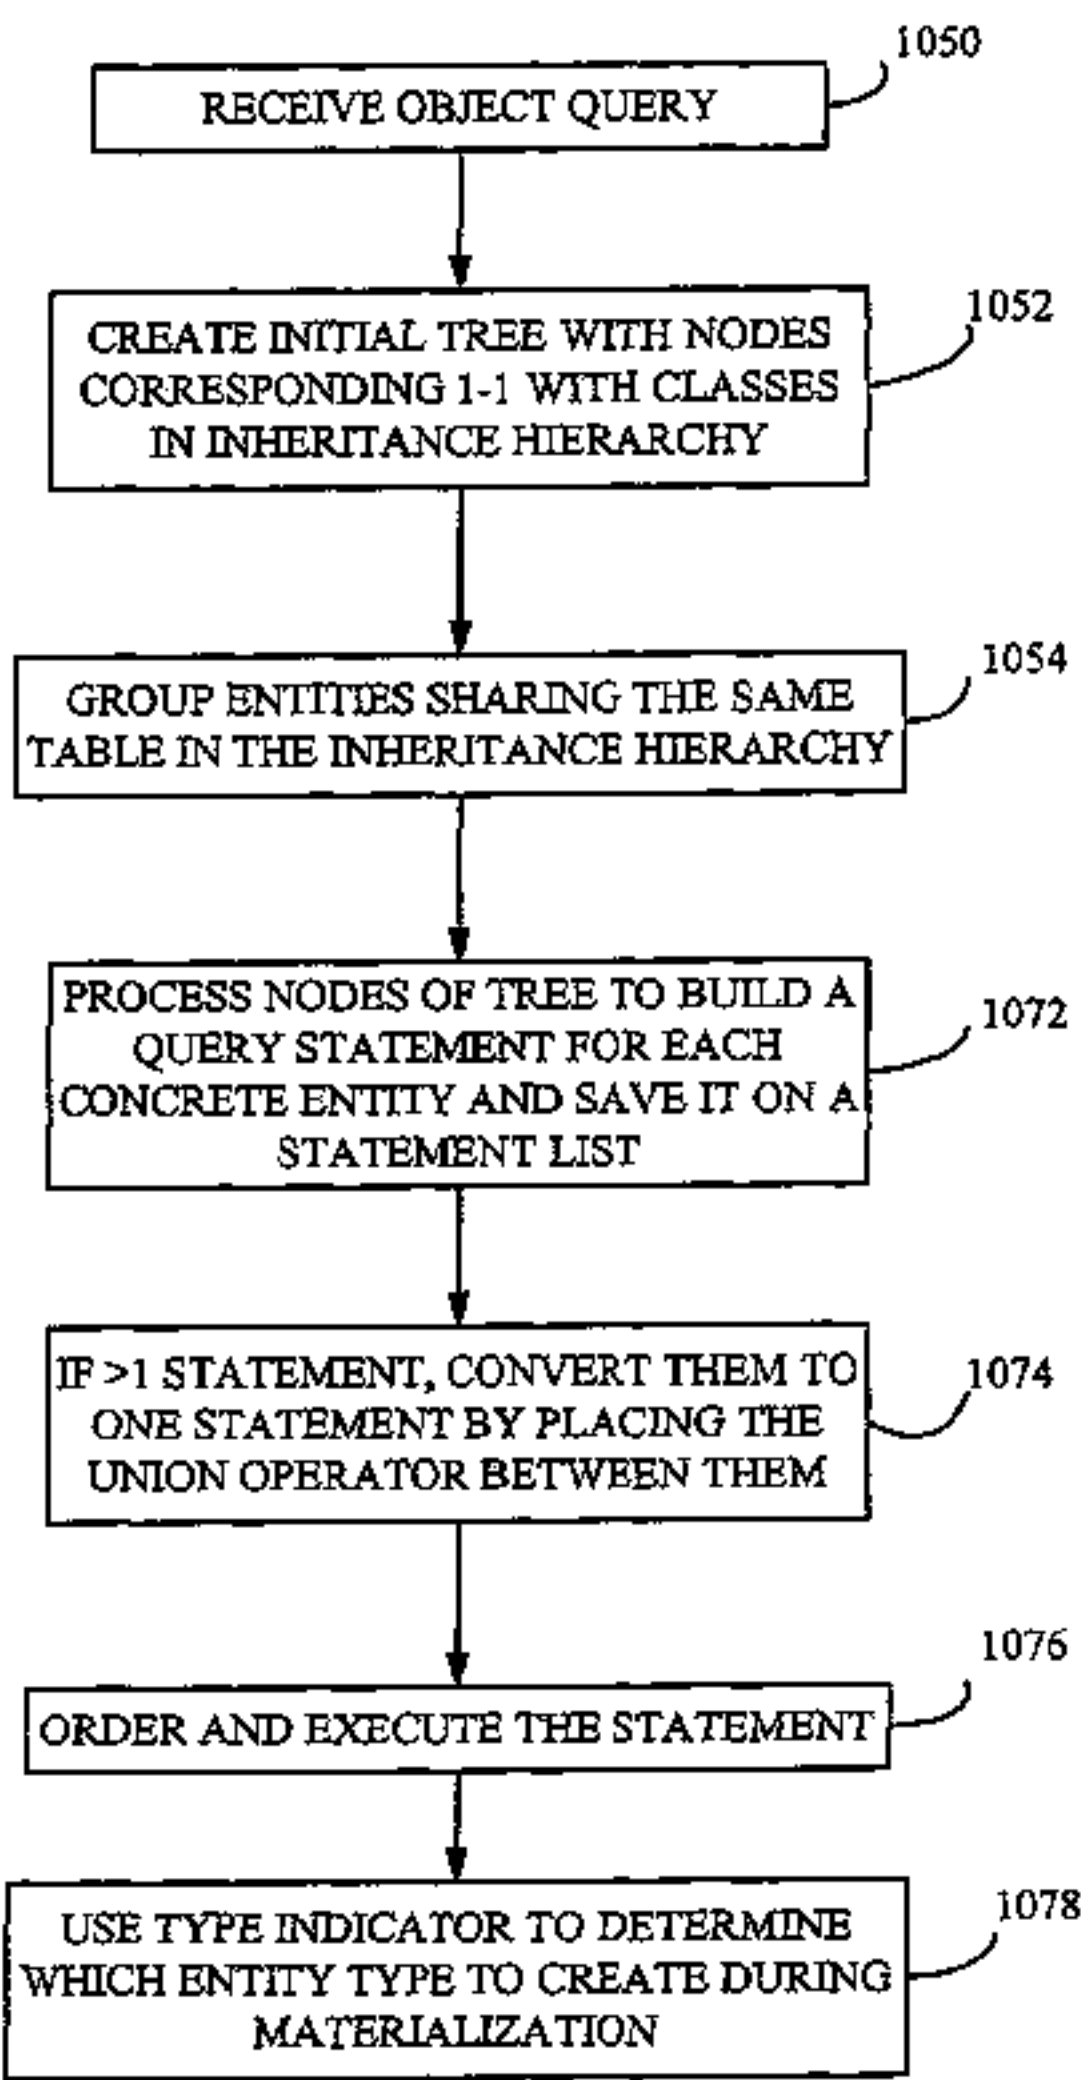 1050
RECEIVE OBJECT QUERY
1052
CREATE INITIAL TREE WITH NODES
CORRESPONDING 1-1 WITH CLASSES
IN INHERITANCE HIERARCHY
1054
GROUP ENTITIES SHARING THE SAME
TABLE IN THE INHERITANCE HIERARCHY
1072
PROCESS NODES OF TREE TO BUILD A
QUERY STATEMENT FOR EACH
CONCRETE ENTITY AND SAVE IT ON A
STATEMENT LIST
1074
IF >1 STATEMENT, CONVERT THEM TO
ONE STATEMENT BY PLACING THE
UNION OPERATOR BETWEEN THEM
1076
ORDER AND EXECUTE THE STATEMENT
1078
USE TYPE INDICATOR TO DETERMINE
WHICH ENTITY TYPE TO CREATE DURING
MATERIALIZATION